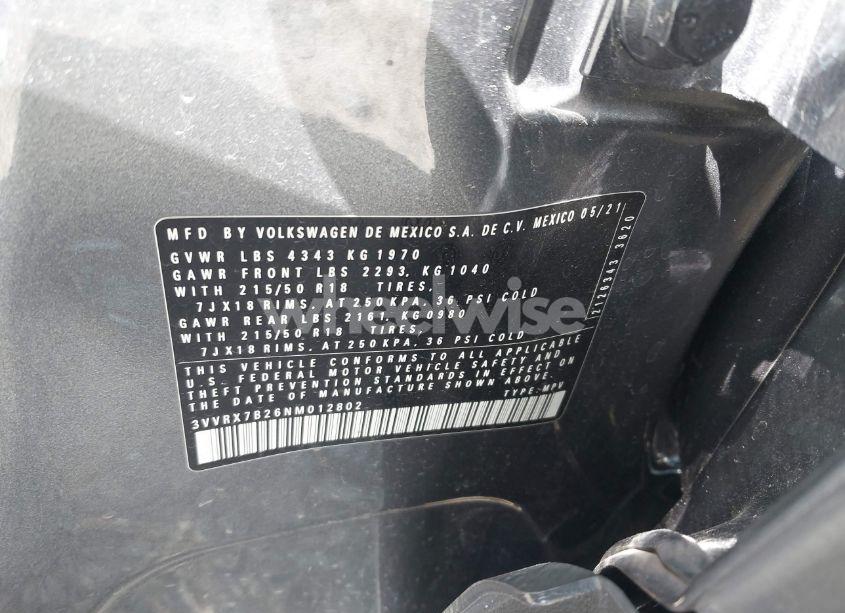 MFD BY VOLKSWAGEN DE MEXICO S.A. DE C.V. MEXICO 05/21
GVWR LBS 4343 KG1970
GAWR FRONT LBS 2293, KG1040
WITH 215/50 R18 TIRES,
7JX18 RIMS, AT 250KPA, 36 PSI COLD
GAWR REAR LBS 2161, KG0980
WITH 215/50 R18 TIRES,
7JX18 RIMS, AT 250KPA, 36 PSI COLD
THIS VEHICLE CONFORMS TO ALL APPLICABLE
U.S. FEDERAL MOTOR VEHICLE SAFETY AND
THEFT PREVENTION STANDARDS IN EFFECT ON
THE DATE OF MANUFACTURE SHOWN ABOVE.
3VVRX7B26NM012802 TYPE: MPV
21126343 3620
wheelwise